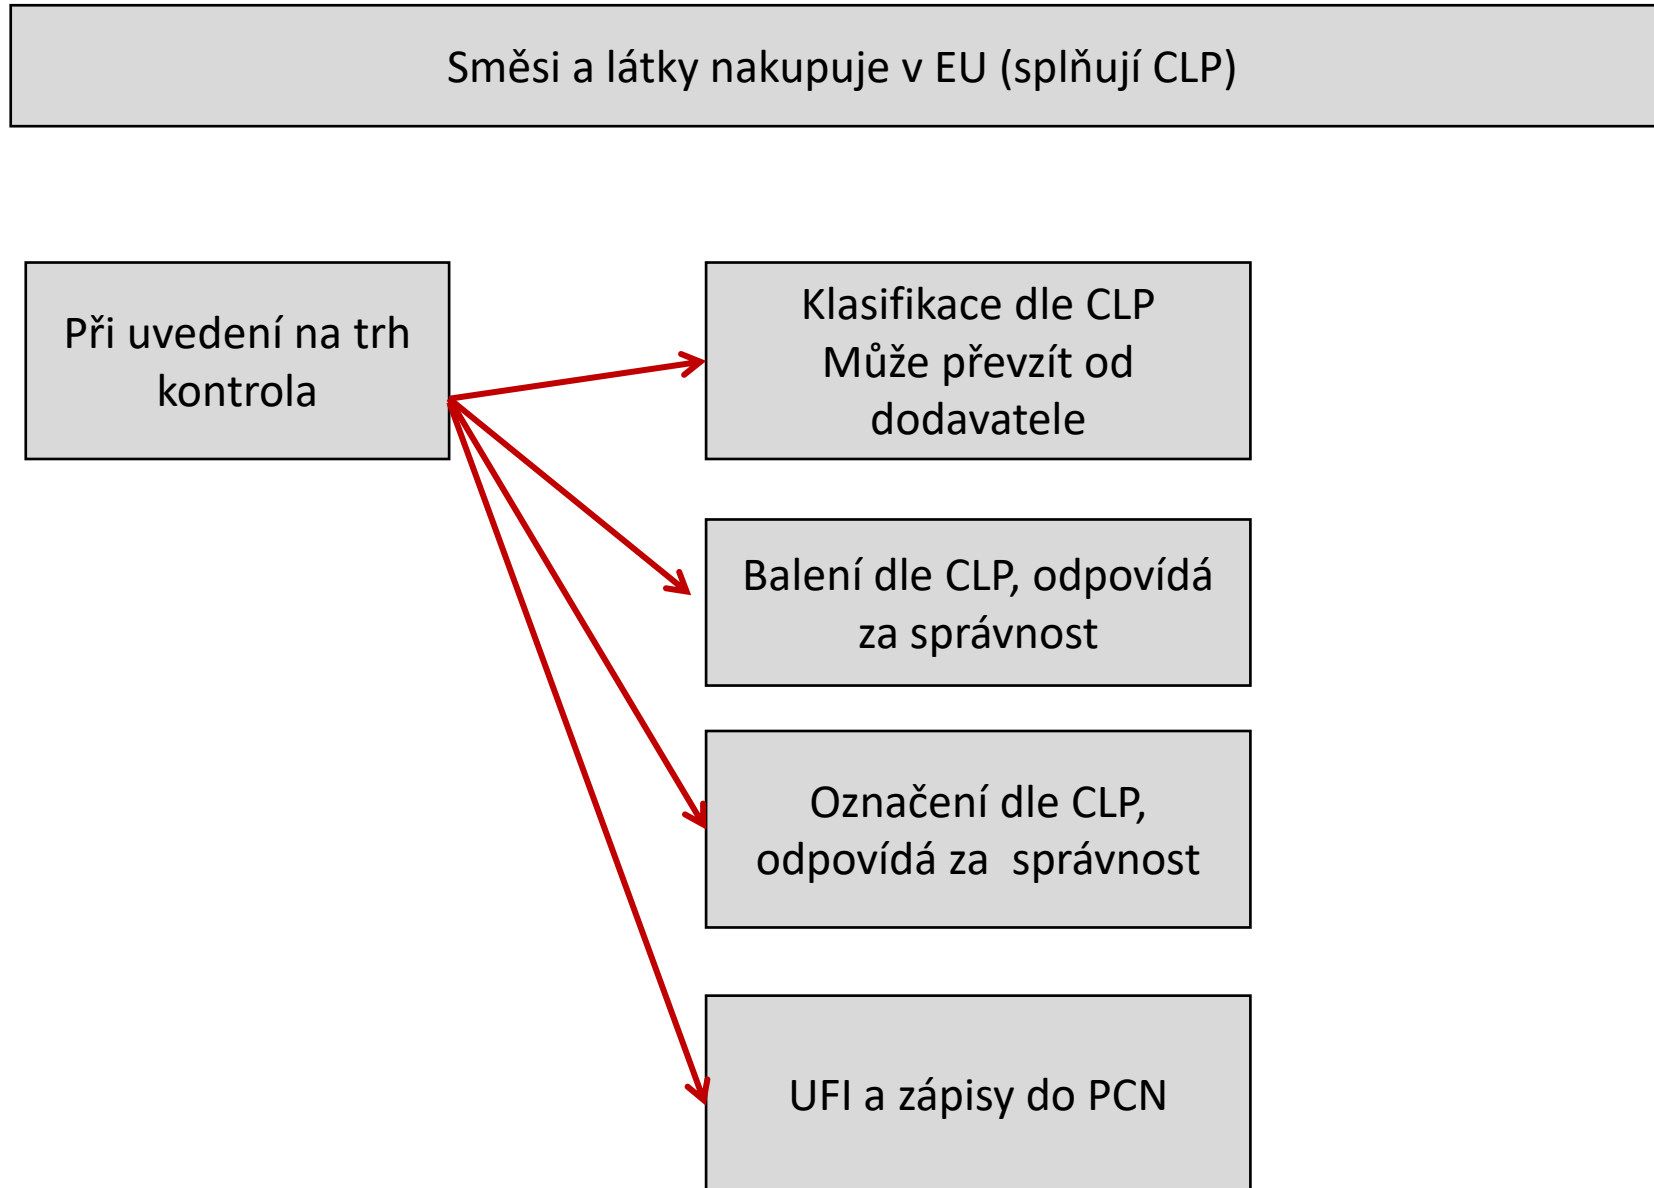 Směsi a látky nakupuje v EU (splňují CLP)
Při uvedení na trh
kontrola
Klasifikace dle CLP
Může převzít od
dodavatele
Balení dle CLP, odpovídá
za správnost
Označení dle CLP,
odpovídá za  správnost
UFI a zápisy do PCN